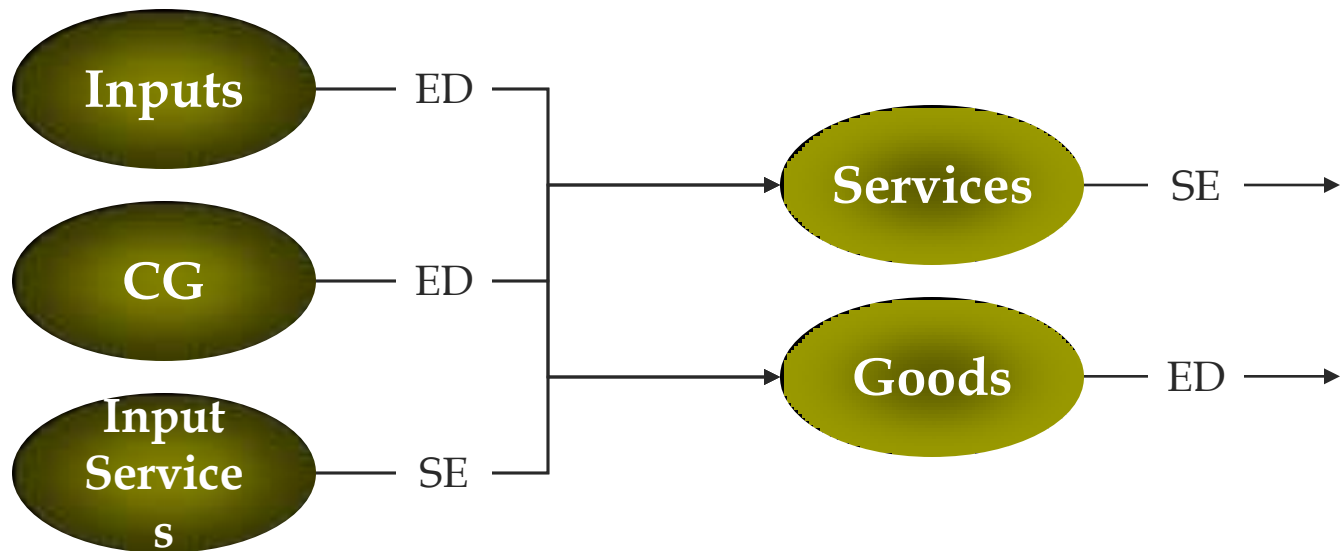 Inputs
ED
CG
ED
Input
Service
s
SE
Services
SE
Goods
ED